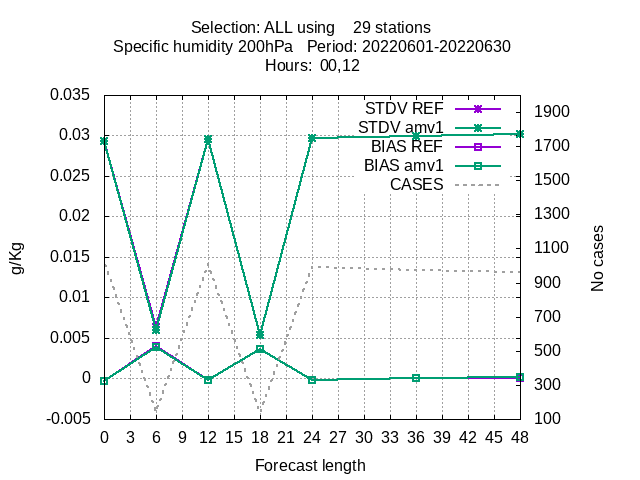 Selection: ALL using    29 stations
Specific humidity 200hPa   Period: 20220601-20220630
Hours:  00,12
STDV REF
STDV amv1
BIAS REF
BIAS amv1
CASES
0.035
0.03
0.025
0.02
0.015
0.01
0.005
0
-0.005
g/Kg
1900
1700
1500
1300
1100
900
700
500
300
100
No cases
0 3 6 9 12 15 18 21 24 27 30 33 36 39 42 45 48
Forecast length